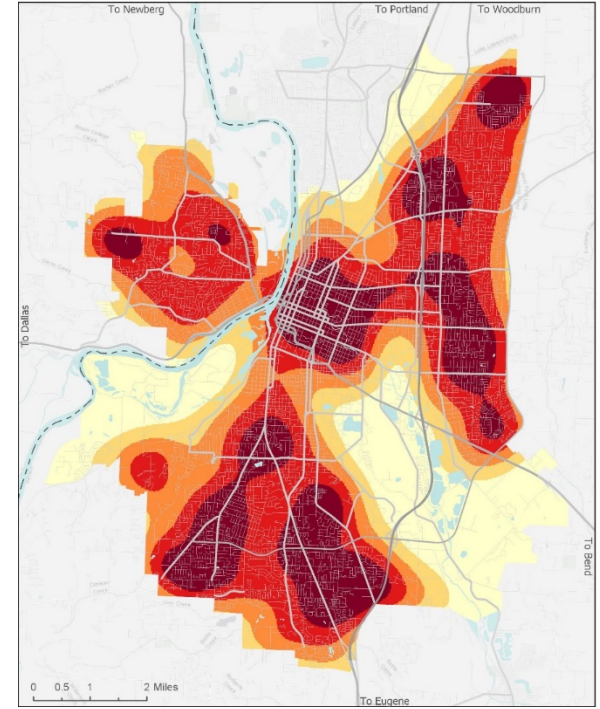 To Newberg
To Portland
To Woodburn
To Dallas
To Bend
0 0.5 1 2 Miles
To Eugene